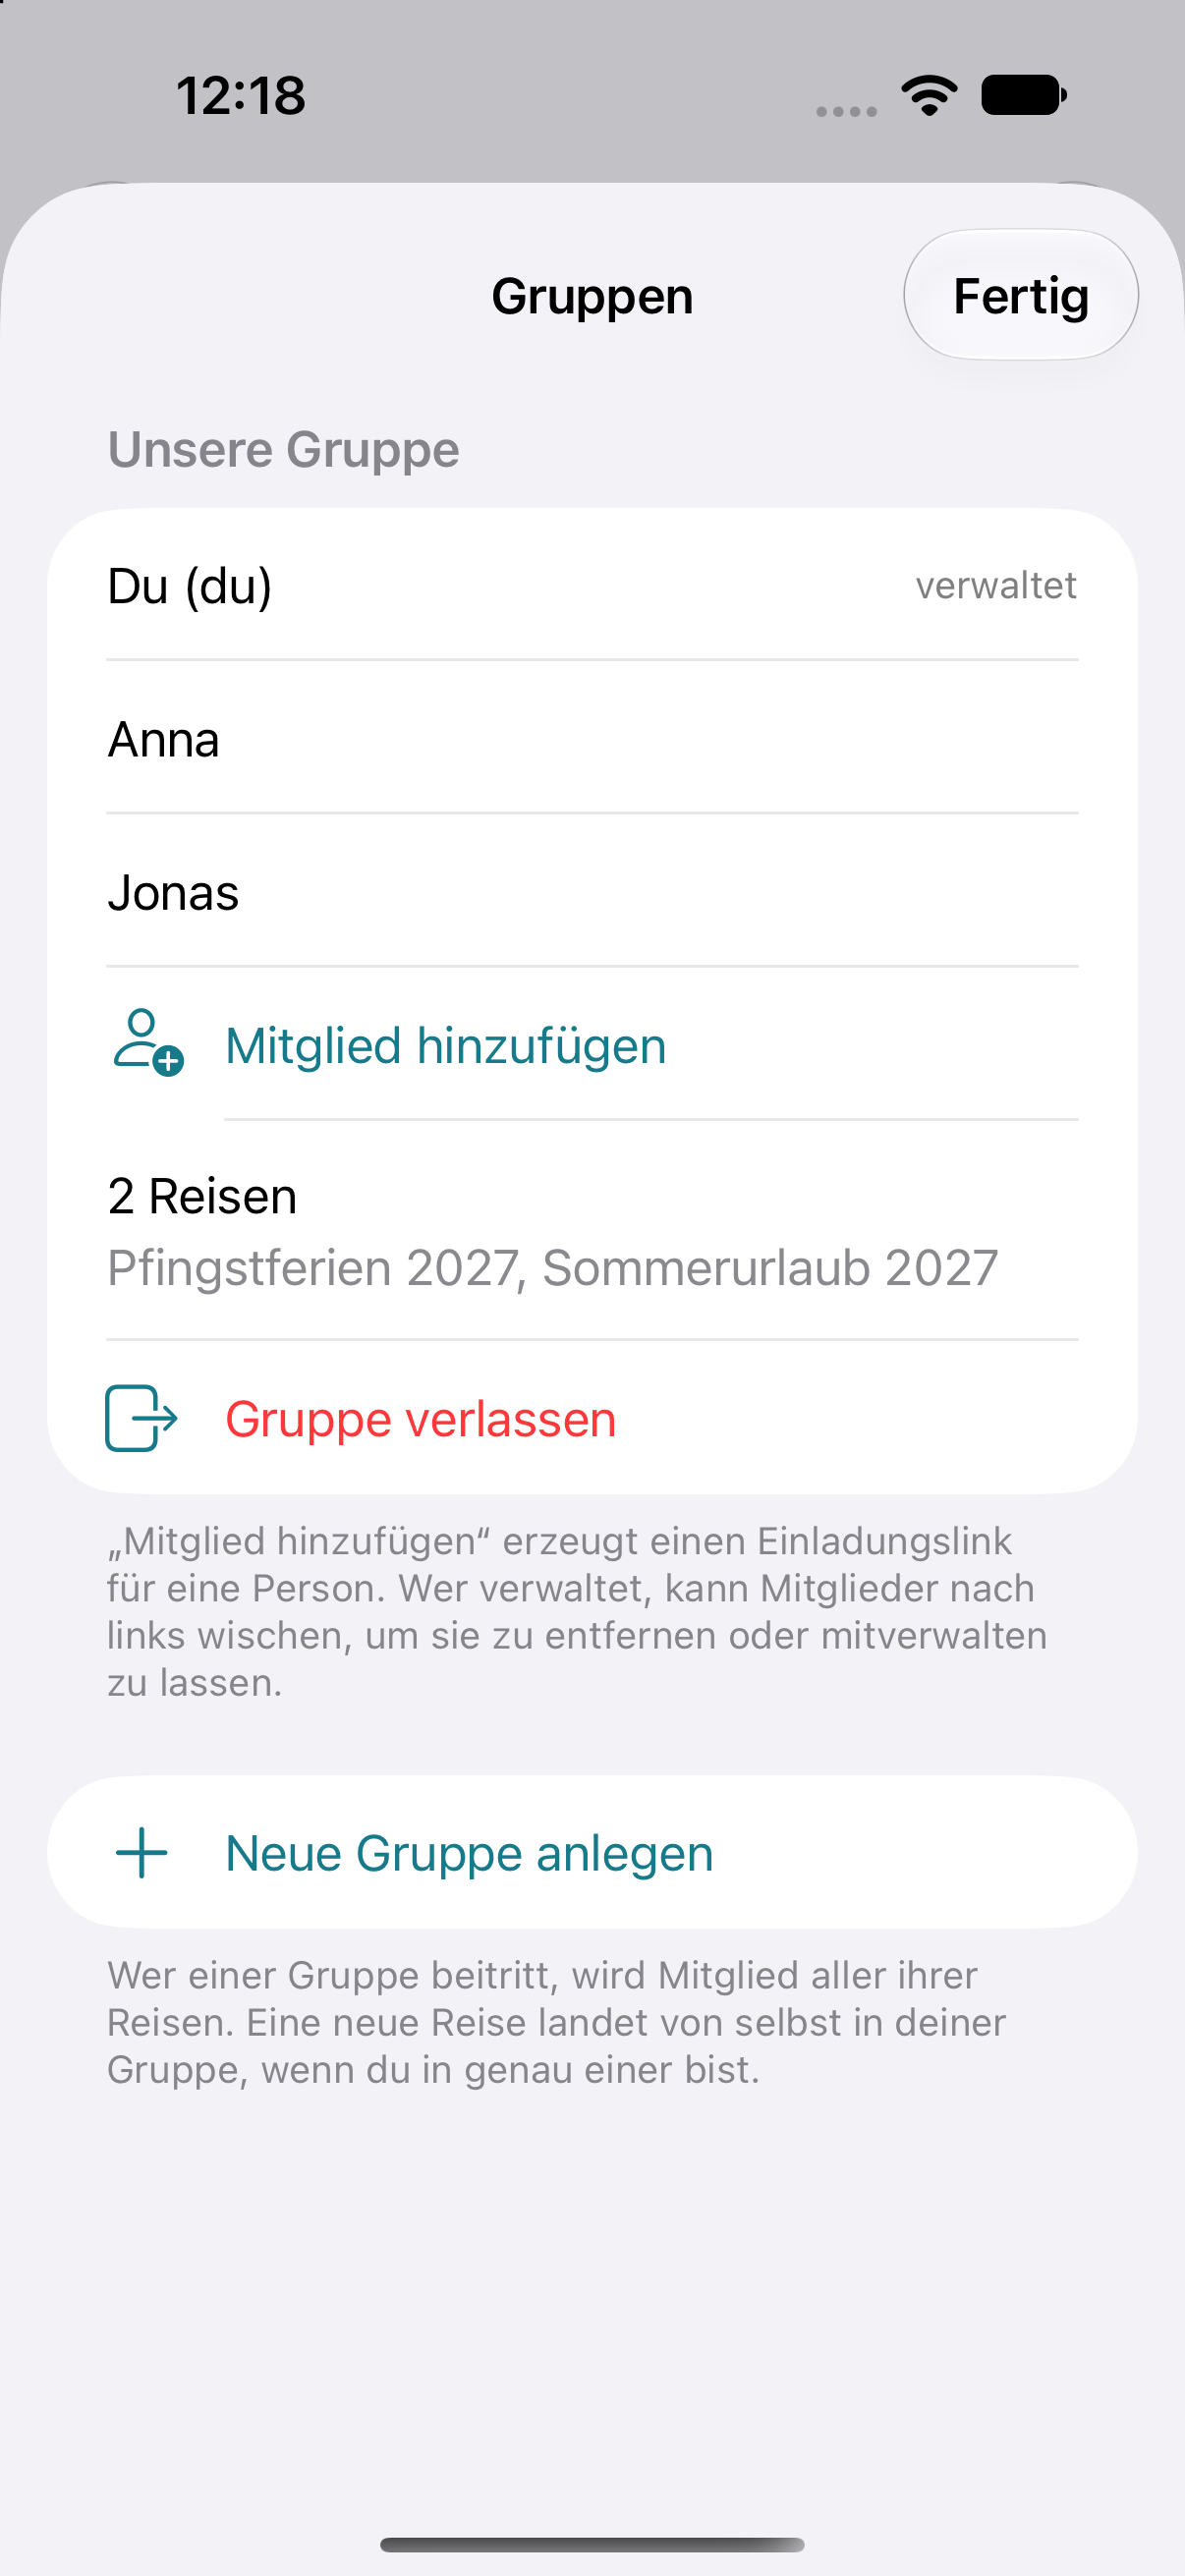 12:18
Gruppen
Fertig
Unsere Gruppe
Du (du)
verwaltet
Anna
Jonas
Mitglied hinzufügen
2 Reisen
Pfingstferien 2027, Sommerurlaub 2027
Gruppe verlassen
„Mitglied hinzufügen“ erzeugt einen Einladungslink
für eine Person. Wer verwaltet, kann Mitglieder nach
links wischen, um sie zu entfernen oder mitverwalten
zu lassen.
Neue Gruppe anlegen
Wer einer Gruppe beitritt, wird Mitglied aller ihrer
Reisen. Eine neue Reise landet von selbst in deiner
Gruppe, wenn du in genau einer bist.